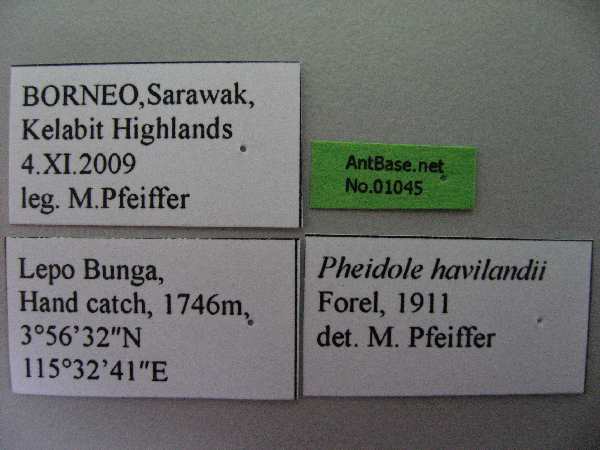 BORNEO,Sarawak,
Kelabit Highlands
4.XI.2009
leg. M.Pfeiffer
AntBase.net
No.01045
Lepo Bunga,
Hand catch, 1746m,
3°56’32"N
115°32’41"E
Pheidole havilandii
Forel, 1911
det. M. Pfeiffer